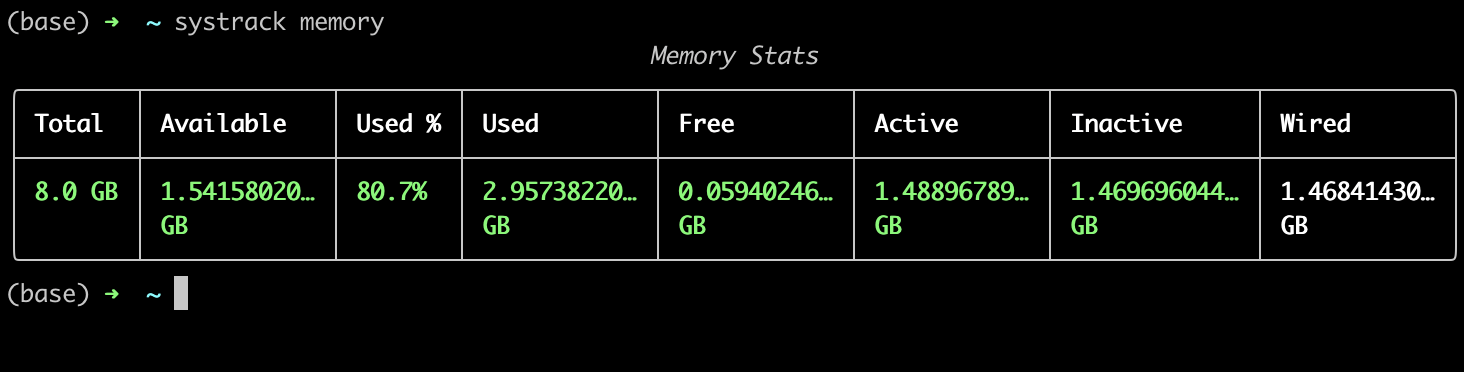 (base) ➜ ~ systrack memory
Memory Stats
Total Available Used % Used Free Active Inactive Wired
8.0 GB 1.54158020… 80.7% 2.95738220… 0.05940246… 1.48896789… 1.469696044… 1.46841430…
GB GB GB GB GB GB
(base) ➜ ~